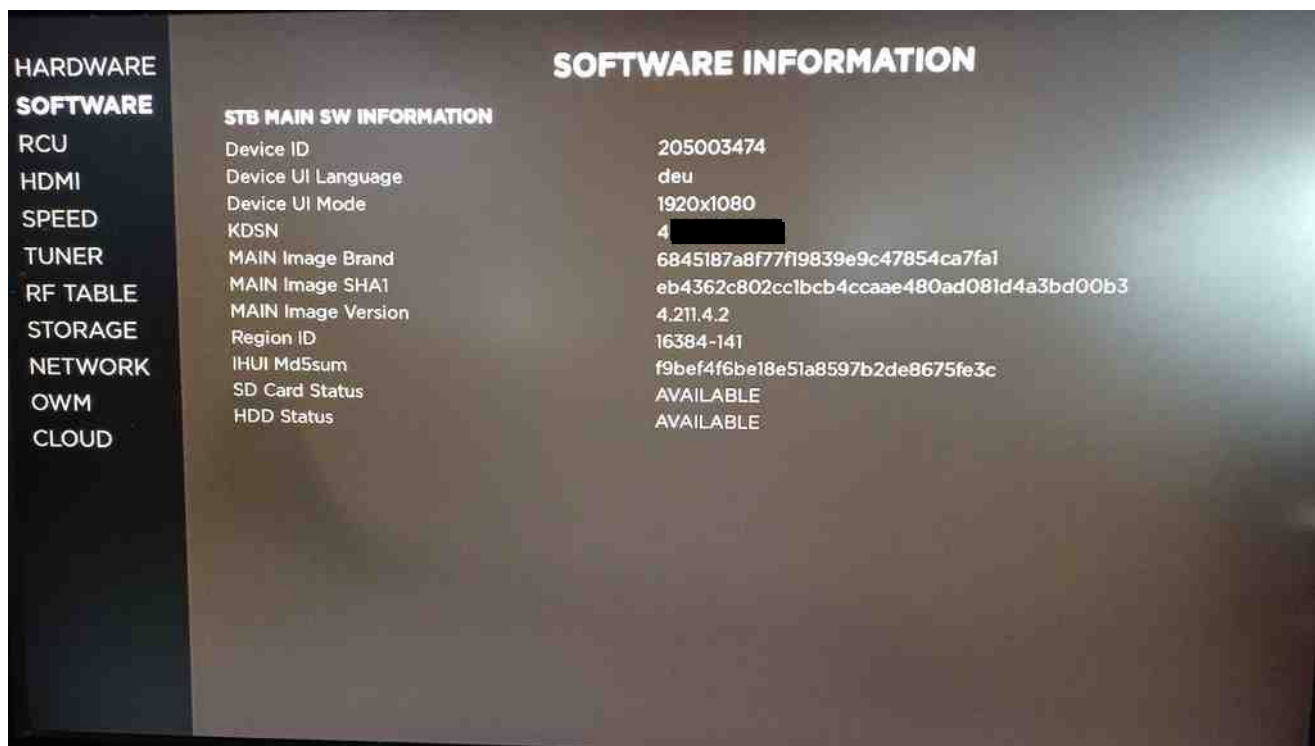 SOFTWARE INFORMATION
HARDWARE
SOFTWARE
RCU
HDMI
SPEED
TUNER
RF TABLE
STORAGE
NETWORK
OWM
CLOUD
STB MAIN SW INFORMATION
Device ID 205003474
Device UI Language deu
Device UI Mode 1920x1080
KDSN 4
MAIN Image Brand 6845187a8f77f19839e9c47854ca7fa1
MAIN Image SHA1 eb4362c802cc1bcb4ccaae480ad081d4a3bd00b3
MAIN Image Version 4.211.4.2
Region ID 16384-141
IHUI Md5sum f9bef4f6be18e51a8597b2de8675fe3c
SD Card Status AVAILABLE
HDD Status AVAILABLE